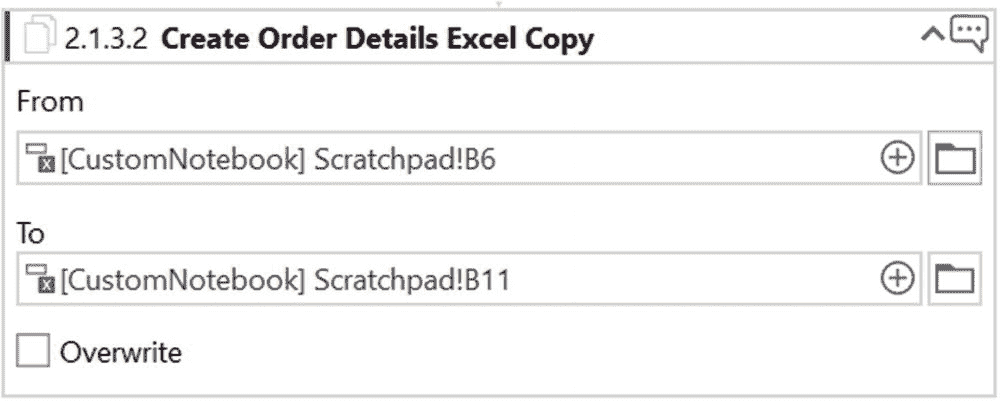 2.1.3.2 Create Order Details Excel Copy
From
[CustomNotebook] Scratchpad!B6
To
[CustomNotebook] Scratchpad!B11
Overwrite